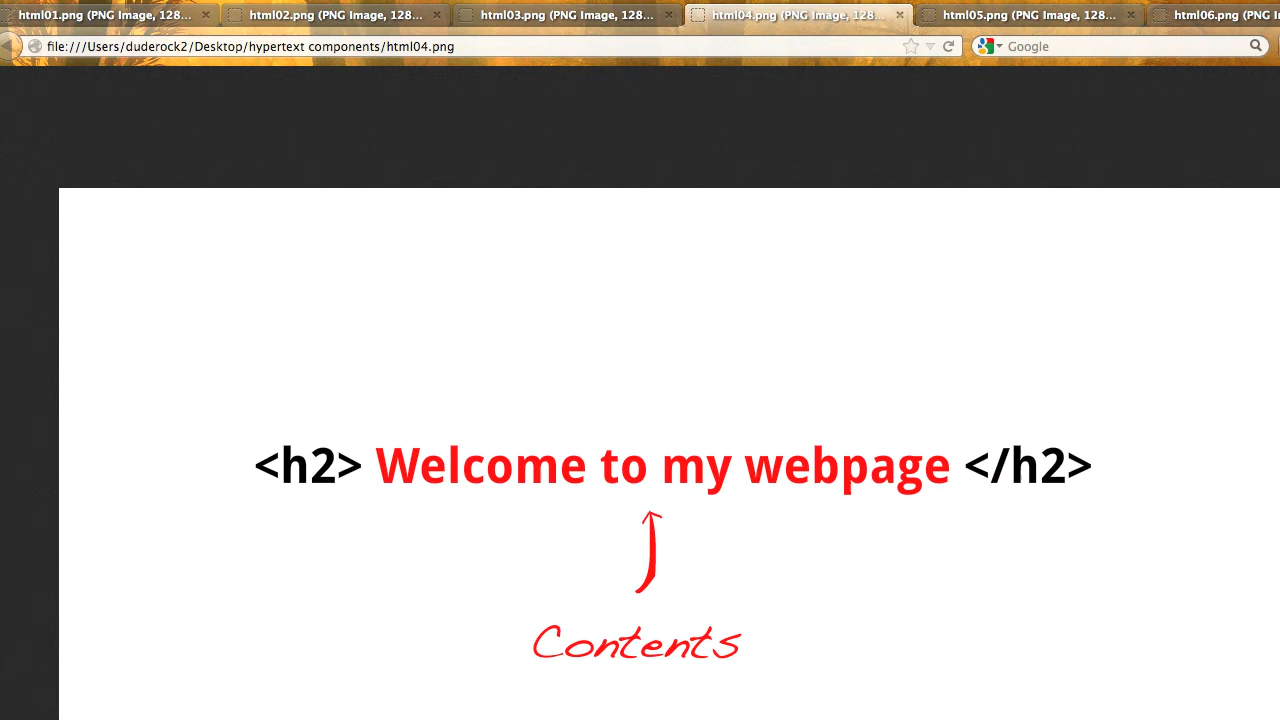 html01.png (PNG Image, 128... html02.png (PNG Image, 128... html03.png (PNG Image, 128... html04.png (PNG Image, 128... html05.png (PNG Image, 128... html06.png (PNG I
file:///Users/duderock2/Desktop/hypertext components/html04.png Google
<h2> Welcome to my webpage </h2>
Contents